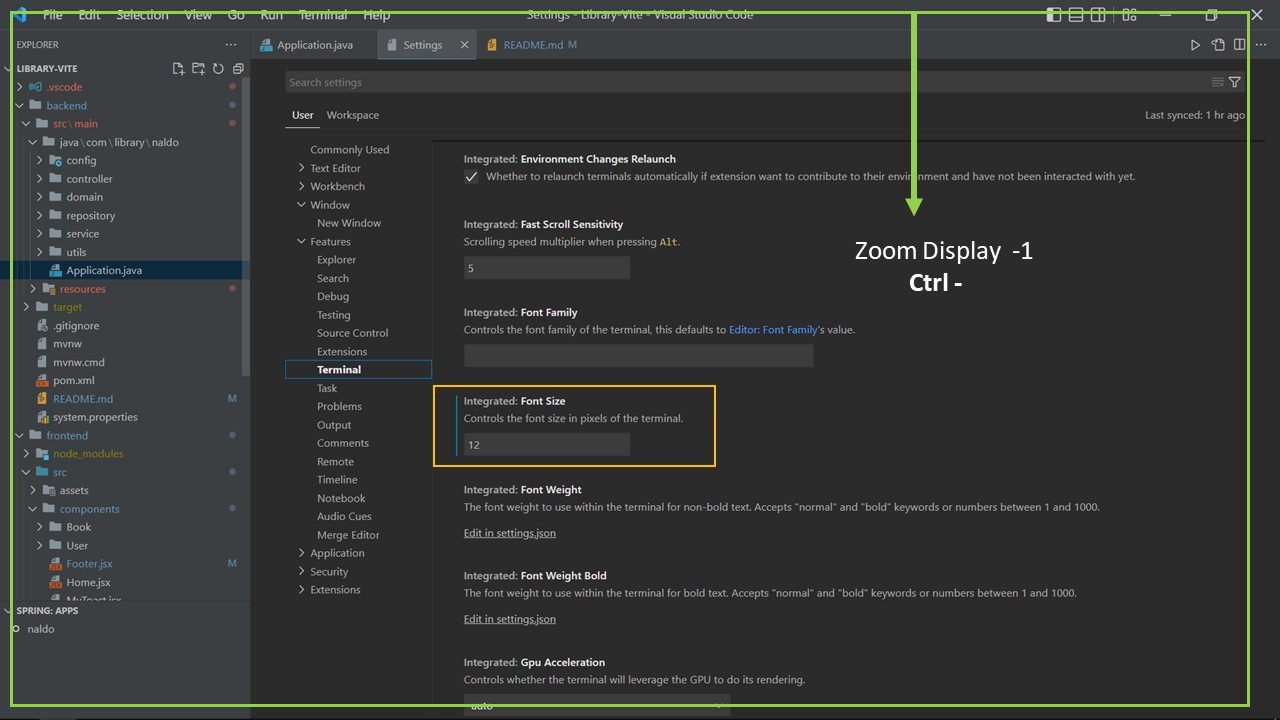 File Edit Selection View Go Run Terminal Help
Settings - Library-Vite - Visual Studio Code
EXPLORER
LIBRARY-VITE
.vscode
backend
src\main
java\com\library\naldo
config
controller
domain
repository
service
utils
Application.java
resources
target
.gitignore
mvnw
mvnw.cmd
pom.xml
README.md M
system.properties
frontend
node_modules
src
assets
components
Book
User
Footer.jsx M
Home.jsx
MyToast.jsx
SPRING: APPS
naldo
Application.java
Settings
README.md M
Search settings
User Workspace
Last synced: 1 hr ago
Commonly Used
Text Editor
Workbench
Window
New Window
Features
Explorer
Search
Debug
Testing
Source Control
Extensions
Terminal
Task
Problems
Output
Comments
Remote
Timeline
Notebook
Audio Cues
Merge Editor
Application
Security
Extensions
Integrated: Environment Changes Relaunch
Whether to relaunch terminals automatically if extension want to contribute to their environment and have not been interacted with yet.
Integrated: Fast Scroll Sensitivity
Scrolling speed multiplier when pressing Alt.
5
Integrated: Font Family
Controls the font family of the terminal, this defaults to Editor: Font Family's value.
Integrated: Font Size
Controls the font size in pixels of the terminal.
12
Integrated: Font Weight
The font weight to use within the terminal for non-bold text. Accepts "normal" and "bold" keywords or numbers between 1 and 1000.
Edit in settings.json
Integrated: Font Weight Bold
The font weight to use within the terminal for bold text. Accepts "normal" and "bold" keywords or numbers between 1 and 1000.
Edit in settings.json
Integrated: Gpu Acceleration
Controls whether the terminal will leverage the GPU to do its rendering.
auto
Zoom Display -1
Ctrl -